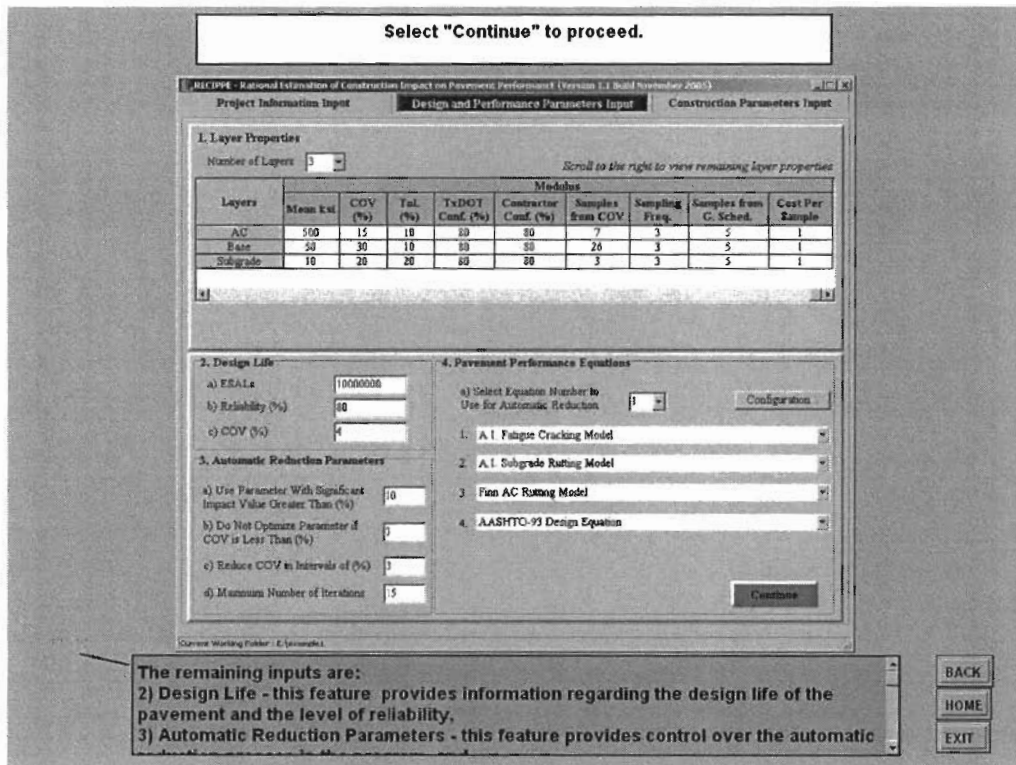 Select "Continue" to proceed.
RECIPPE - Rational Estimation of Construction Impact on Pavement Performance (Version 1.1 Build November 2005)
Project Information Input Design and Performance Parameters Input Construction Parameters Input
1. Layer Properties
Number of Layers 3
Scroll to the right to view remaining layer properties
Modulus
Layers Mean ksi COV (%) Tol. (%) TxDOT Conf. (%) Contractor Conf. (%) Samples from COV Sampling Freq. Samples from G. Sched. Cost Per Sample
AC 500 15 10 80 80 7 3 5 1
Base 50 30 10 80 80 26 3 5 1
Subgrade 10 20 20 80 80 3 3 5 1
2. Design Life
a) ESALs 10000000
b) Reliability (%) 80
c) COV (%) 4
3. Automatic Reduction Parameters
a) Use Parameter With Significant
Impact Value Greater Than (%) 10
b) Do Not Optimize Parameter if
COV is Less Than (%)
c) Reduce COV in Intervals of (%)
d) Maximum Number of Iterations 15
4. Pavement Performance Equations
a) Select Equation Number to
Use for Automatic Reduction
Configuration
1. A.I. Fatigue Cracking Model
2. A.I. Subgrade Rutting Model
3 Finn AC Rutting Model
4. AASHTO-93 Design Equation
Continue
Current Working Folder : E:\example1
The remaining inputs are:
2) Design Life - this feature provides information regarding the design life of the
pavement and the level of reliability,
3) Automatic Reduction Parameters - this feature provides control over the automatic
BACK
HOME
EXIT